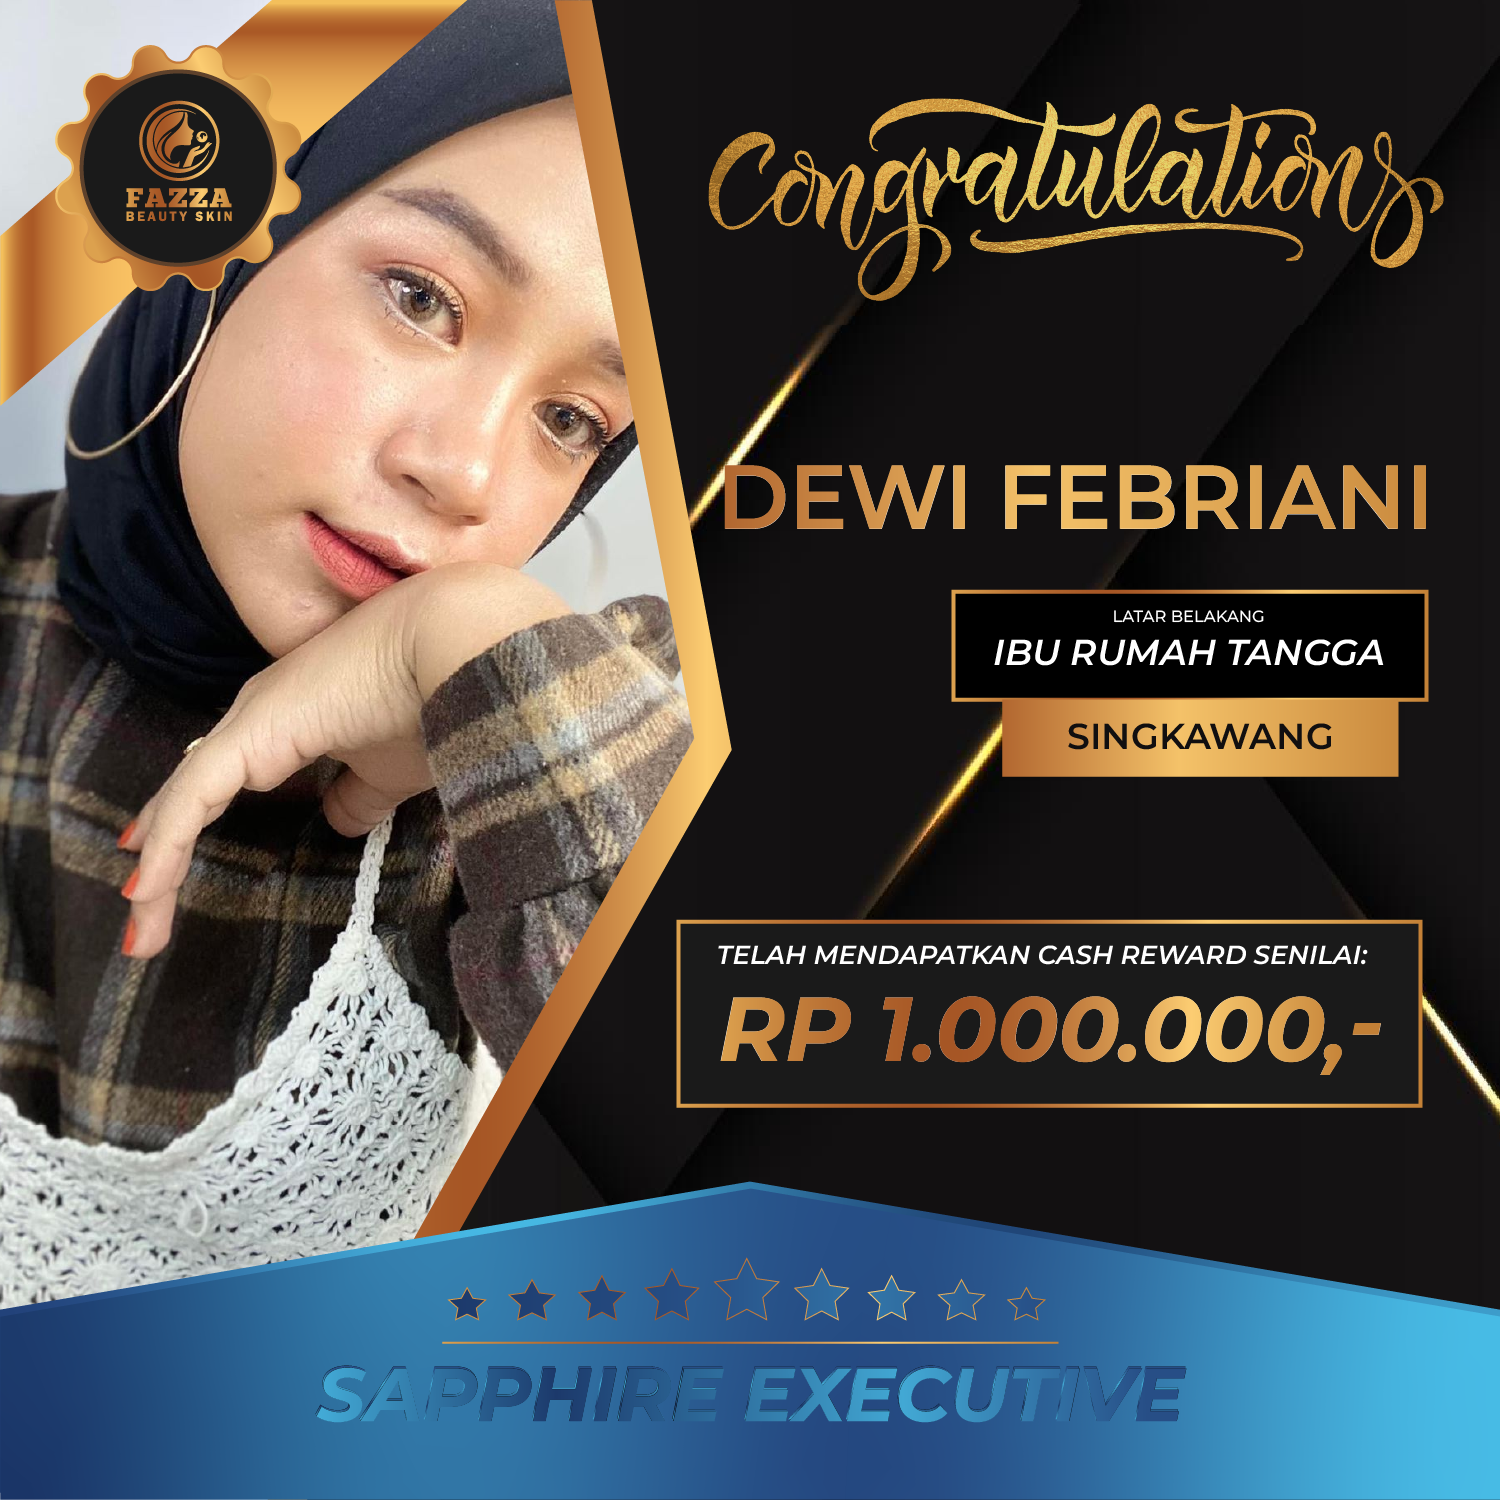 FAZZA
BEAUTY SKIN
Congratulations
DEWI FEBRIANI
LATAR BELAKANG
IBU RUMAH TANGGA
SINGKAWANG
TELAH MENDAPATKAN CASH REWARD SENILAI:
RP 1.000.000,-
SAPPHIRE EXECUTIVE